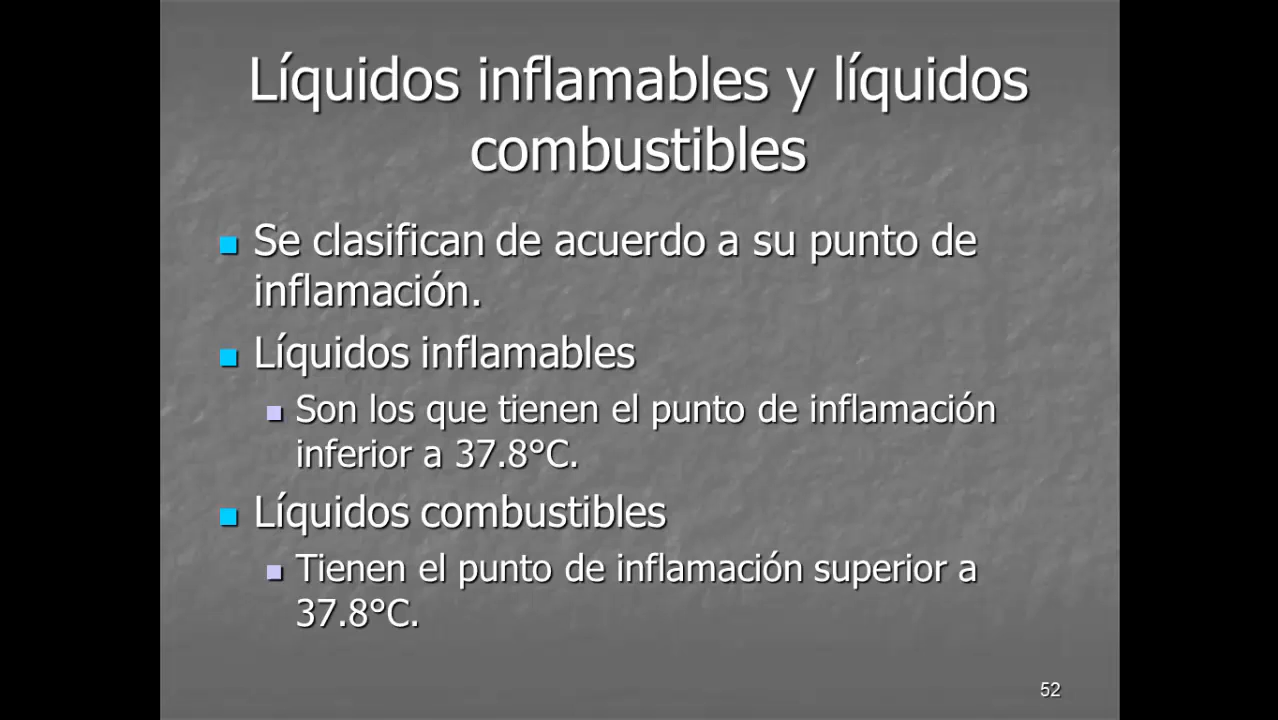 Líquidos inflamables y líquidos
combustibles
Se clasifican de acuerdo a su punto de
inflamación.
Líquidos inflamables
Son los que tienen el punto de inflamación
inferior a 37.8°C.
Líquidos combustibles
Tienen el punto de inflamación superior a
37.8°C.
52